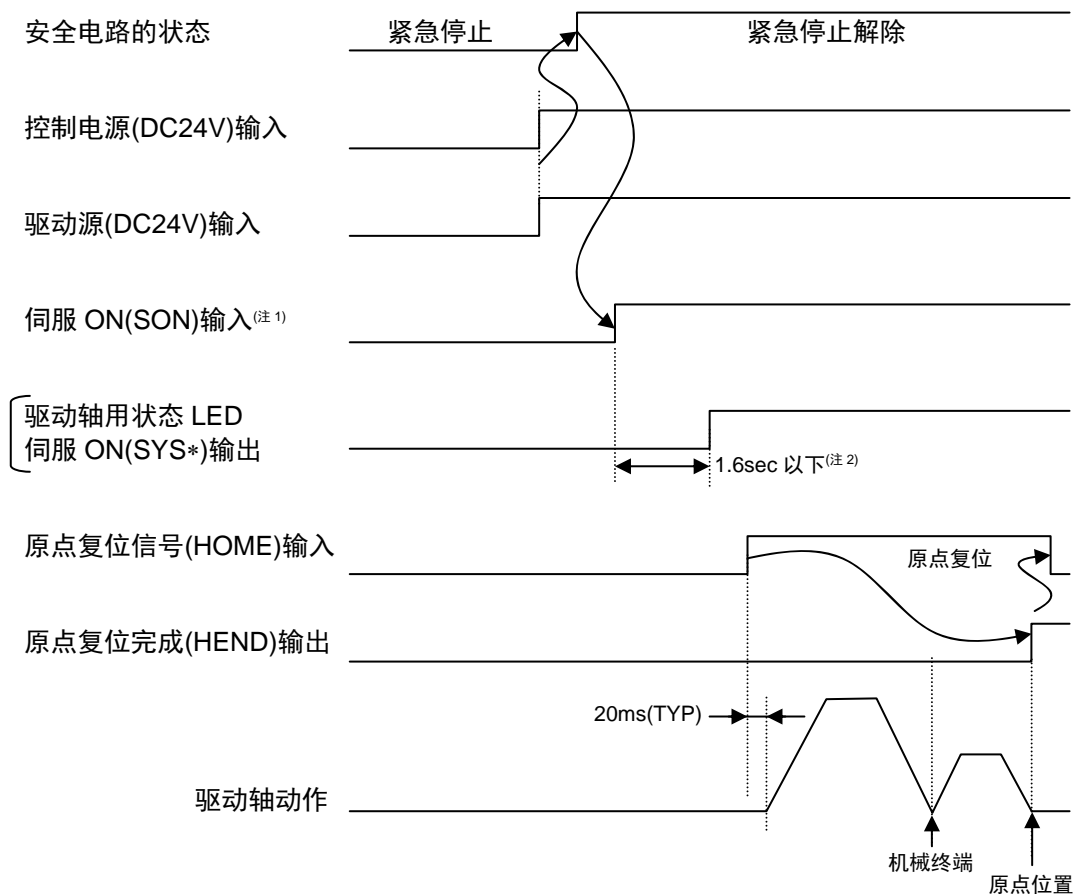 安全电路的状态
紧急停止
紧急停止解除
控制电源(DC24V)输入
驱动源(DC24V)输入
伺服 ON(SON)输入(注 1)
驱动轴用状态 LED
伺服 ON(SYS*)输出
1.6sec 以下(注 2)
原点复位信号(HOME)输入
原点复位
原点复位完成(HEND)输出
20ms(TYP)
驱动轴动作
机械终端
原点位置